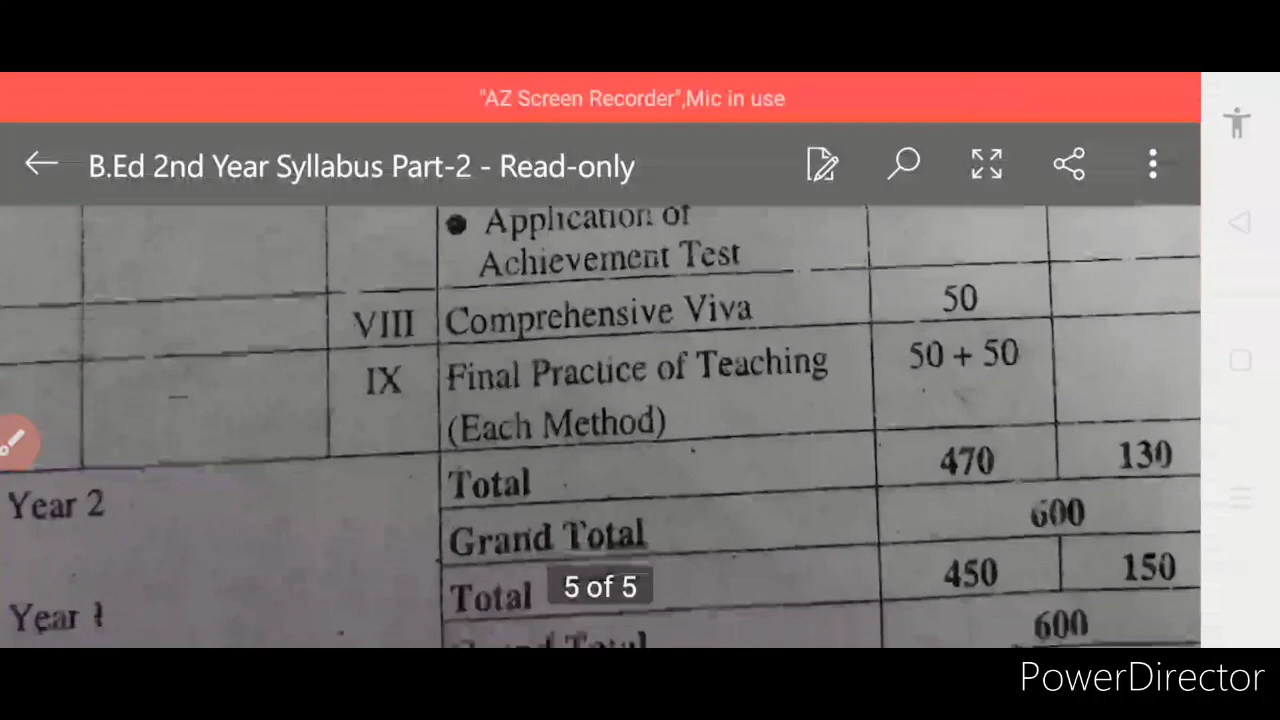 "AZ Screen Recorder",Mic in use
B.Ed 2nd Year Syllabus Part-2 - Read-only
● Application of
Achievement Test
VIII Comprehensive Viva 50
IX Final Practice of Teaching 50 + 50
(Each Method)
Total 470 130
Year 2
Grand Total 600
Total 450 150
5 of 5
Year 1
Grand Total 600
PowerDirector